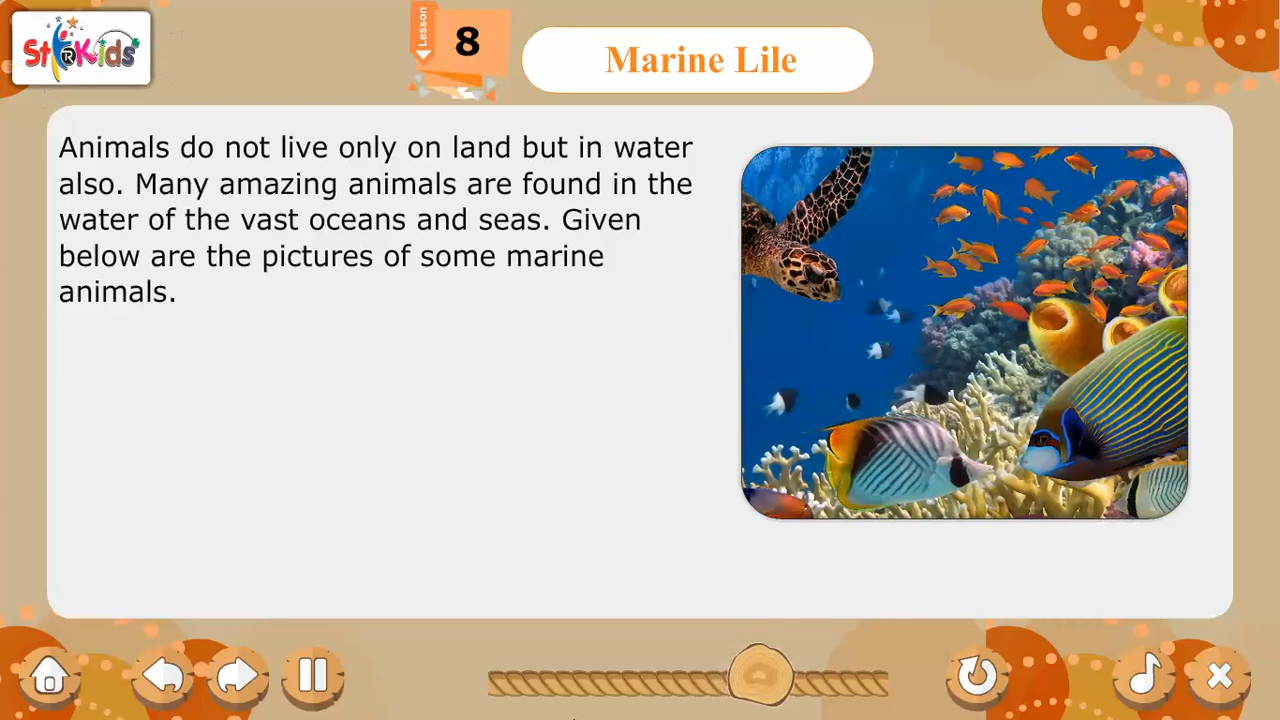 St★rKids
Lesson
8
Marine Lile
Animals do not live only on land but in water
also. Many amazing animals are found in the
water of the vast oceans and seas. Given
below are the pictures of some marine
animals.